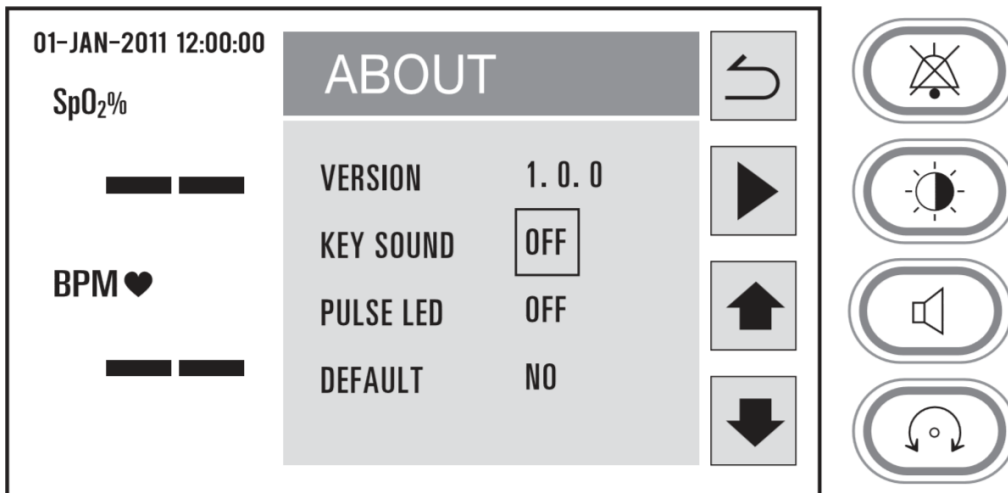 01-JAN-2011 12:00:00
SpO₂%
-- --
BPM♥
-- --
ABOUT
VERSION 1. 0. 0
KEY SOUND OFF
PULSE LED OFF
DEFAULT NO